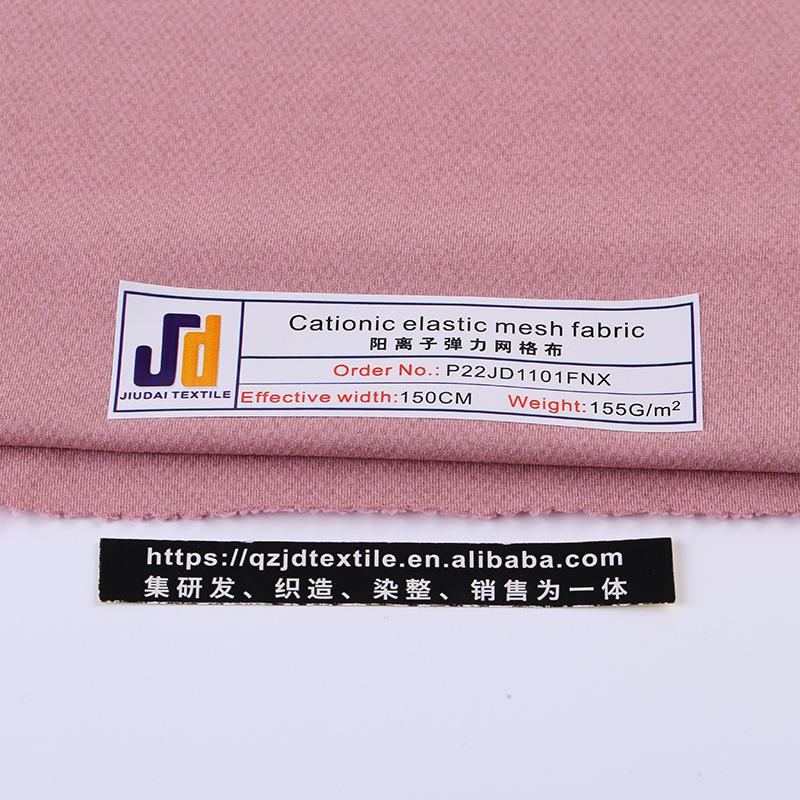 Jd
JIUDAI TEXTILE
Cationic elastic mesh fabric
阳离子弹力网格布
Order No.: P22JD1101FNX
Effective width: 150CM Weight: 155G/m²
https://qzjdtextile.en.alibaba.com
集研发、织造、染整、销售为一体